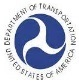 DEPARTMENT OF TRANSPORTATION
UNITED STATES OF AMERICA